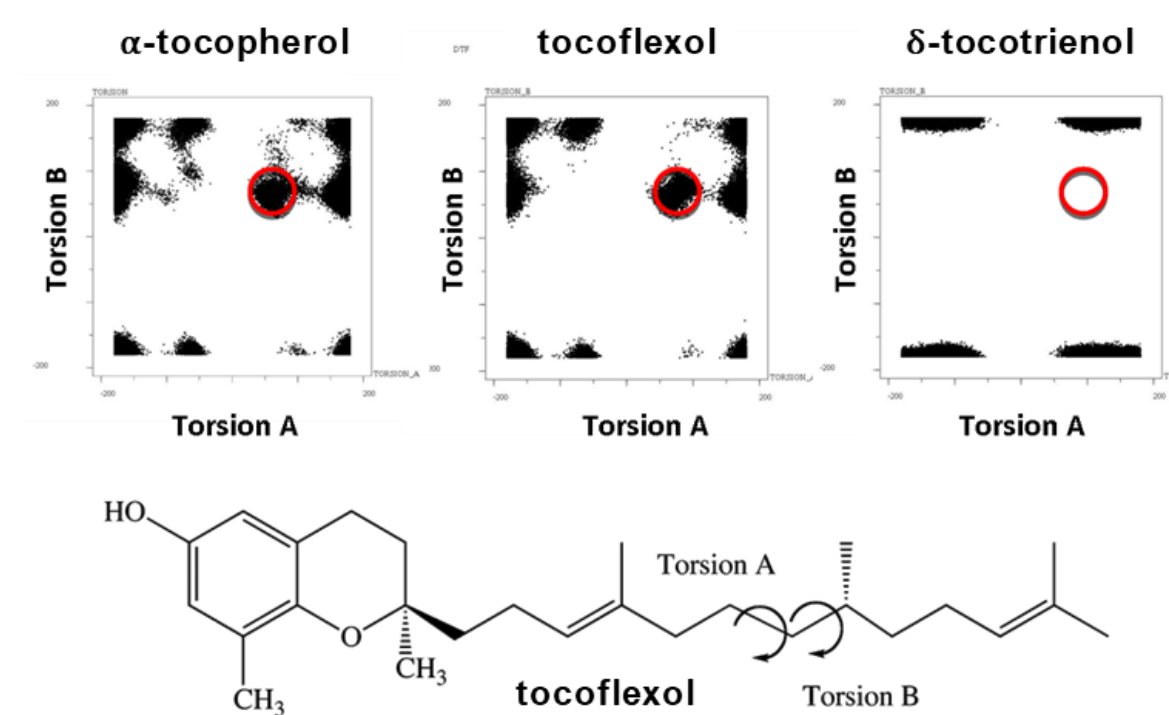 α-tocopherol
tocoflexol
δ-tocotrienol
DTF
TORSION
TORSION_B
TORSION_B
200
200
200
Torsion B
Torsion B
Torsion B
-200
-200
TORSION_A
-200
200
-200
200
-200
200
Torsion A
Torsion A
Torsion A
HO
Torsion A
O
CH3
CH3
tocoflexol
Torsion B